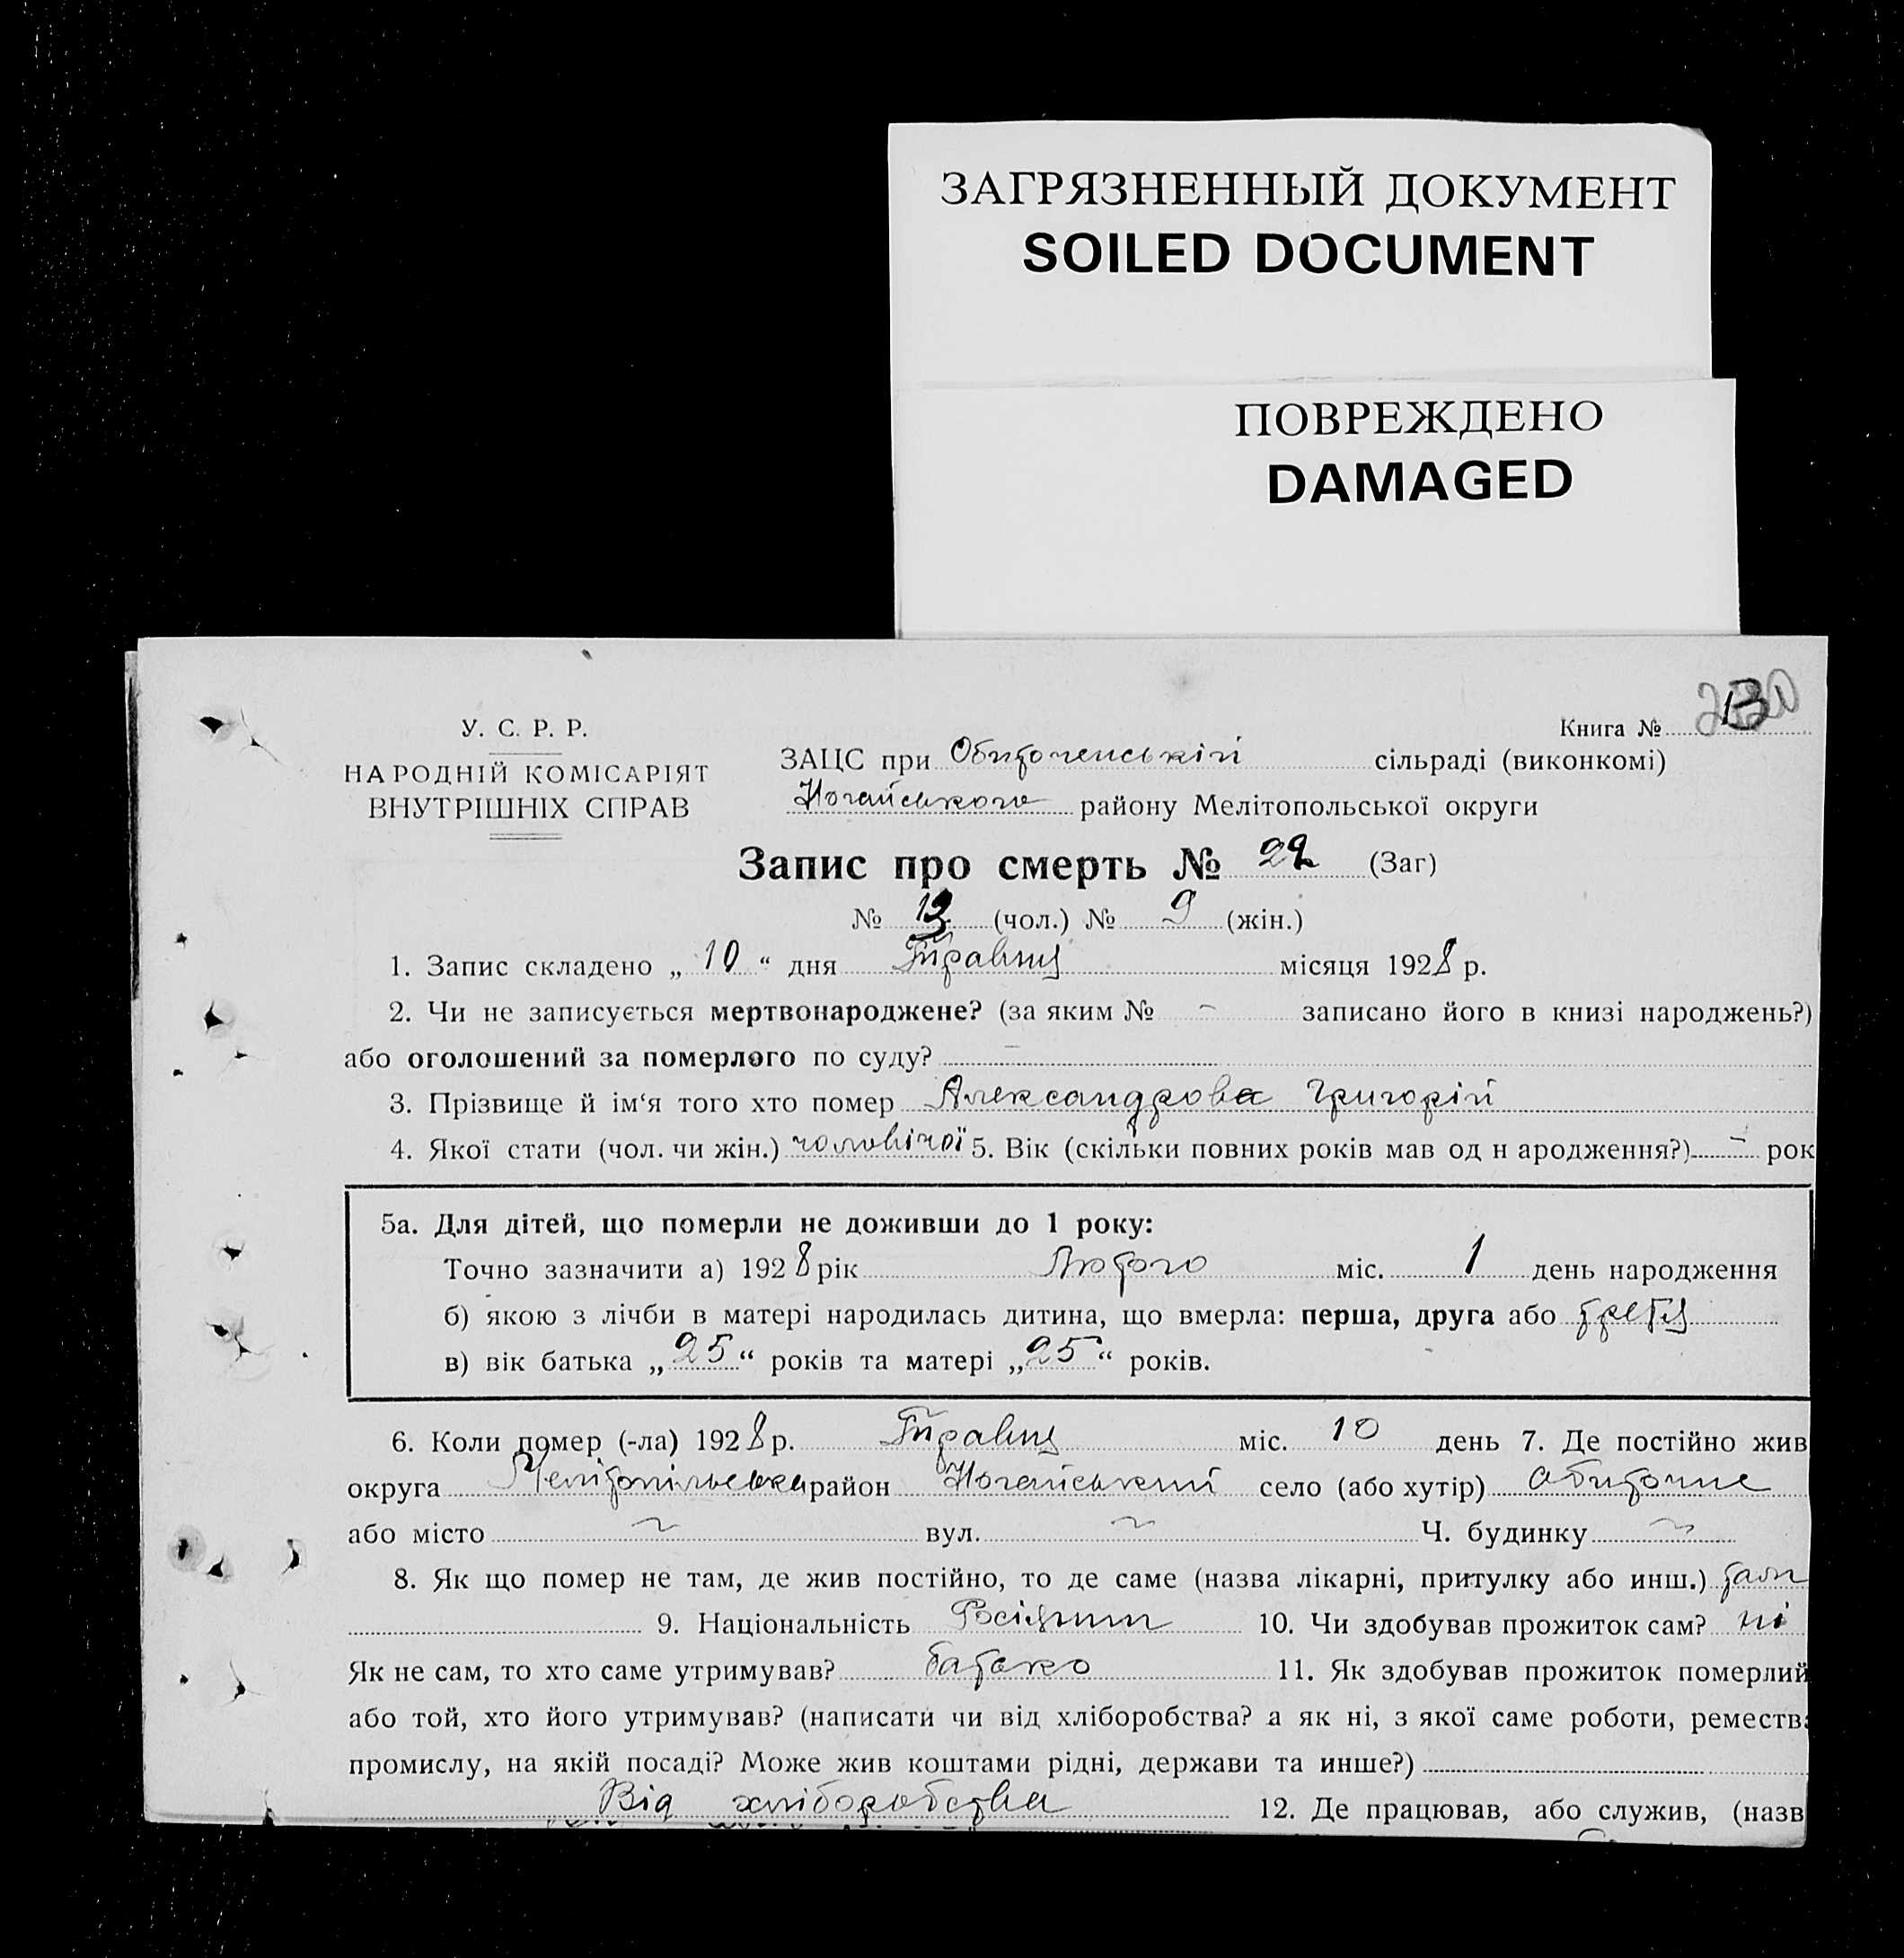 ЗАГРЯЗНЕННЫЙ ДОКУМЕНТ
SOILED DOCUMENT
ПОВРЕЖДЕНО
DAMAGED
У. С. Р. Р.
НАРОДНІЙ КОМІСАРІЯТ
ВНУТРІШНІХ СПРАВ
Книга № 13
ЗАЦС при Обиточенській сільраді (виконкомі)
Ногайського району Мелітопольської округи
Запис про смерть № 22 (Заг)
№ 13 (чол.) № 9 (жін.)
1. Запис складено „ 10 “ дня Травня місяця 1928 р.
2. Чи не записується мертвонароджене? (за яким № – записано його в книзі народжень?)
або оголошений за померлого по суду? –
3. Прізвище й ім‘я того хто помер Александрова Григорій
4. Якої стати (чол. чи жін.) чоловічої 5. Вік (скільки повних років мав од н ародження?) – рок
5а. Для дітей, що померли не доживши до 1 року:
Точно зазначити а) 1928 рік Лютого міс. 1 день народження
б) якою з лічби в матері народилась дитина, що вмерла: перша, друга або третя
в) вік батька „ 25 “ років та матері „ 25 “ років.
6. Коли помер (-ла) 1928 р. Травня міс. 10 день 7. Де постійно жив
округа Мелітопільська район Ногайський село (або хутір) Обиточне
або місто ~ вул. ~ Ч. будинку ~
8. Як що помер не там, де жив постійно, то де саме (назва лікарні, притулку або инш.) там
9. Національність Росіянин 10. Чи здобував прожиток сам? ні
Як не сам, то хто саме утримував? батько 11. Як здобував прожиток померлий
або той, хто його утримував? (написати чи від хліборобства? а як ні, з якої саме роботи, реместв
промислу, на якій посаді? Може жив коштами рідні, держави та инше?)
Від хліборобства 12. Де працював, або служив, (назв